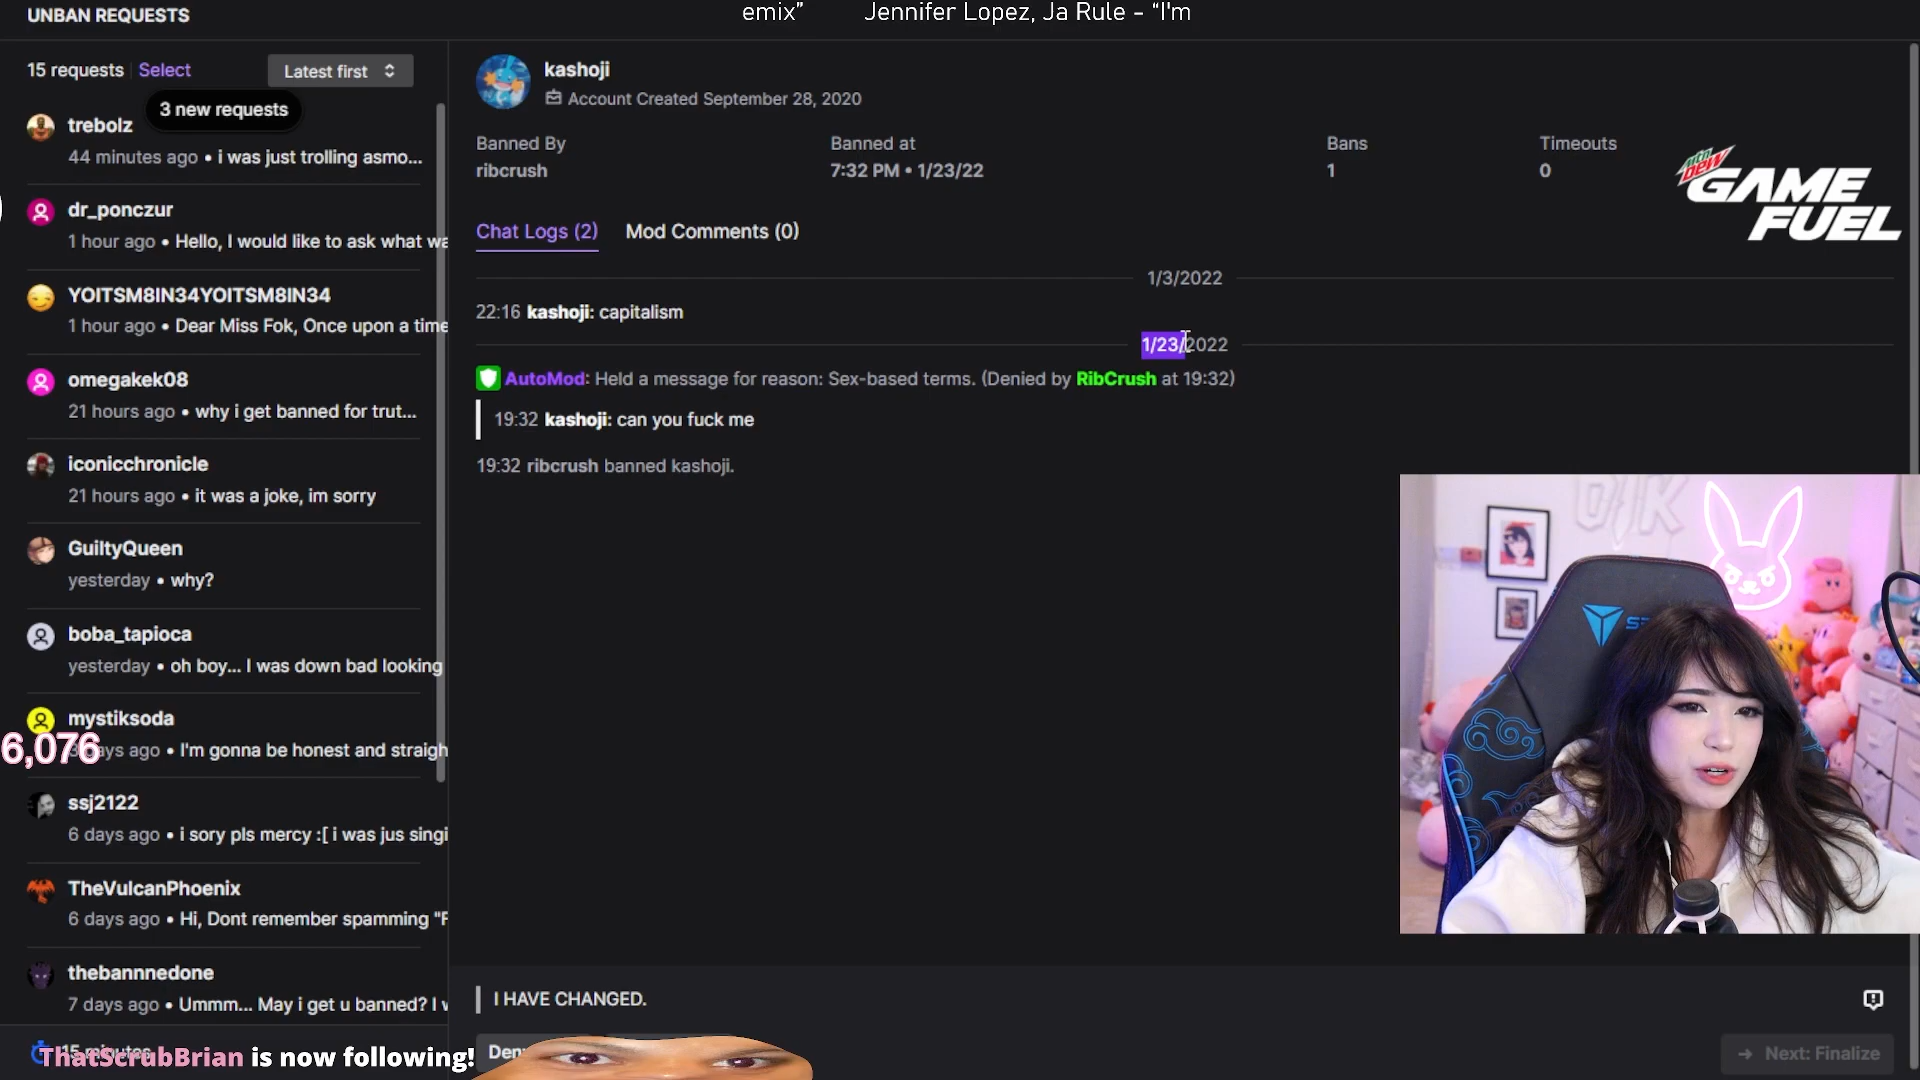 emix” Jennifer Lopez, Ja Rule - “I'm
UNBAN REQUESTS
15 requests Select
Latest first
3 new requests
trebolz
44 minutes ago • i was just trolling asmo...
dr_ponczur
1 hour ago • Hello, I would like to ask what wa
YOITSM8IN34YOITSM8IN34
1 hour ago • Dear Miss Fok, Once upon a time
omegakek08
21 hours ago • why i get banned for trut...
iconicchronicle
21 hours ago • it was a joke, im sorry
GuiltyQueen
yesterday • why?
boba_tapioca
yesterday • oh boy... I was down bad looking
mystiksoda
days ago • I'm gonna be honest and straigh
6,076
ssj2122
6 days ago • i sory pls mercy :[ i was jus singi
TheVulcanPhoenix
6 days ago • Hi, Dont remember spamming "F
thebannnedone
7 days ago • Ummm... May i get u banned? I w
15 minutes
ThatScrubBrian is now following!
kashoji
Account Created September 28, 2020
Banned By
ribcrush
Banned at
7:32 PM • 1/23/22
Bans
1
Timeouts
0
Mtn DEW
GAME
FUEL
Chat Logs (2) Mod Comments (0)
1/3/2022
22:16 kashoji: capitalism
1/23/2022
AutoMod: Held a message for reason: Sex-based terms. (Denied by RibCrush at 19:32)
19:32 kashoji: can you fuck me
19:32 ribcrush banned kashoji.
I HAVE CHANGED.
Den
Next: Finalize